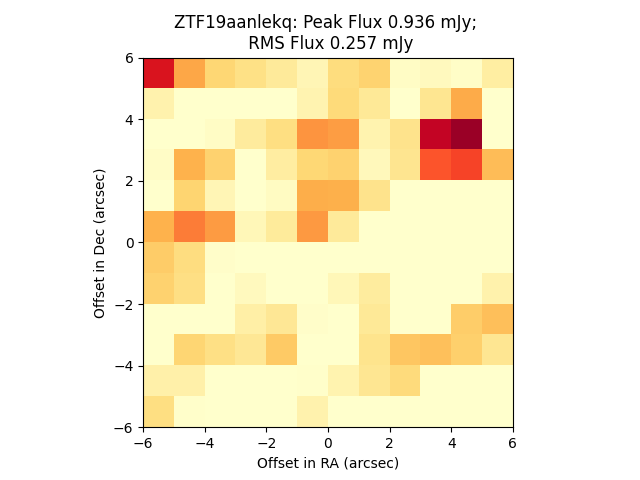 ZTF19aanlekq: Peak Flux 0.936 mJy;
RMS Flux 0.257 mJy
6
4
2
0
−2
−4
−6
Offset in Dec (arcsec)
−6 −4 −2 0 2 4 6
Offset in RA (arcsec)